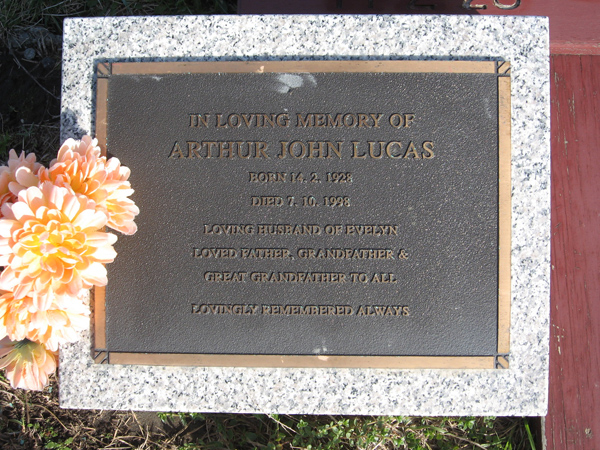 IN LOVING MEMORY OF
ARTHUR JOHN LUCAS
BORN 14. 2. 1928
DIED 7. 10. 1998
LOVING HUSBAND OF EVELYN
LOVED FATHER, GRANDFATHER &
GREAT GRANDFATHER TO ALL
LOVINGLY REMEMBERED ALWAYS